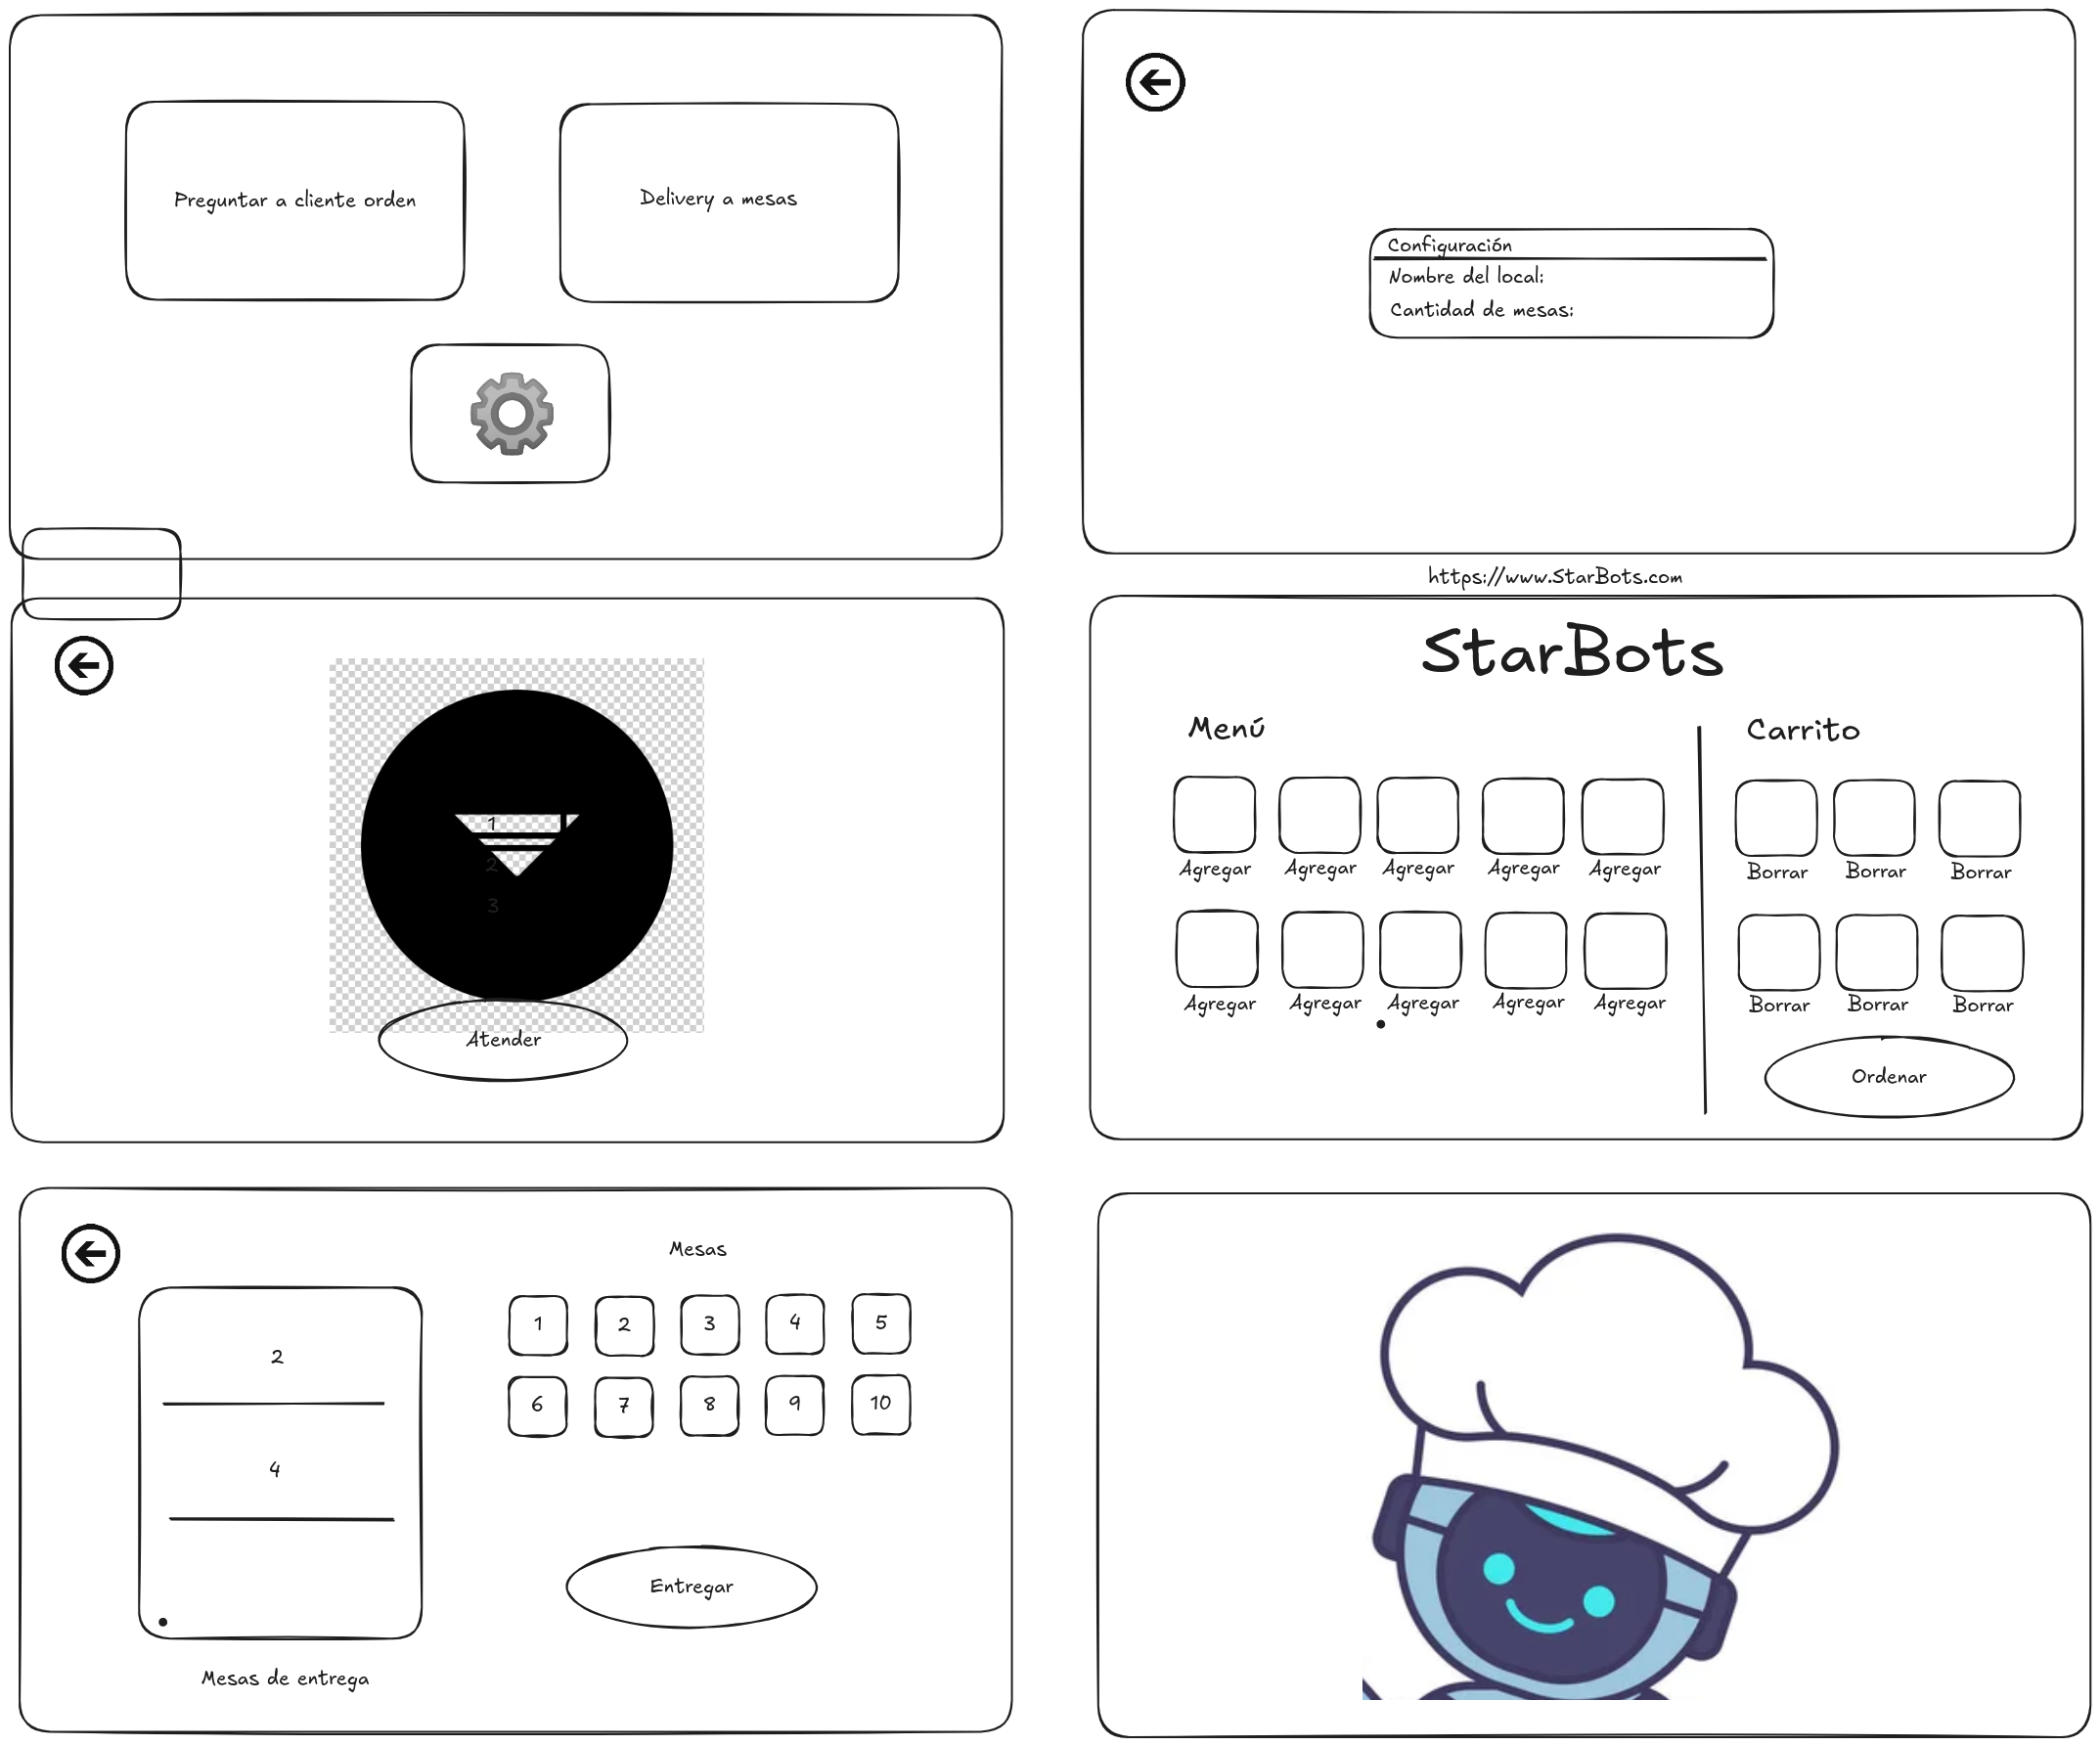 Preguntar a cliente orden
Delivery a mesas
Configuración
Nombre del local:
Cantidad de mesas:
1
2
3
Atender
https://www.StarBots.com
StarBots
Menú
Carrito
Agregar Agregar Agregar Agregar Agregar
Borrar Borrar Borrar
Agregar Agregar Agregar Agregar Agregar
Borrar Borrar Borrar
Ordenar
2
4
Mesas de entrega
Mesas
1 2 3 4 5
6 7 8 9 10
Entregar